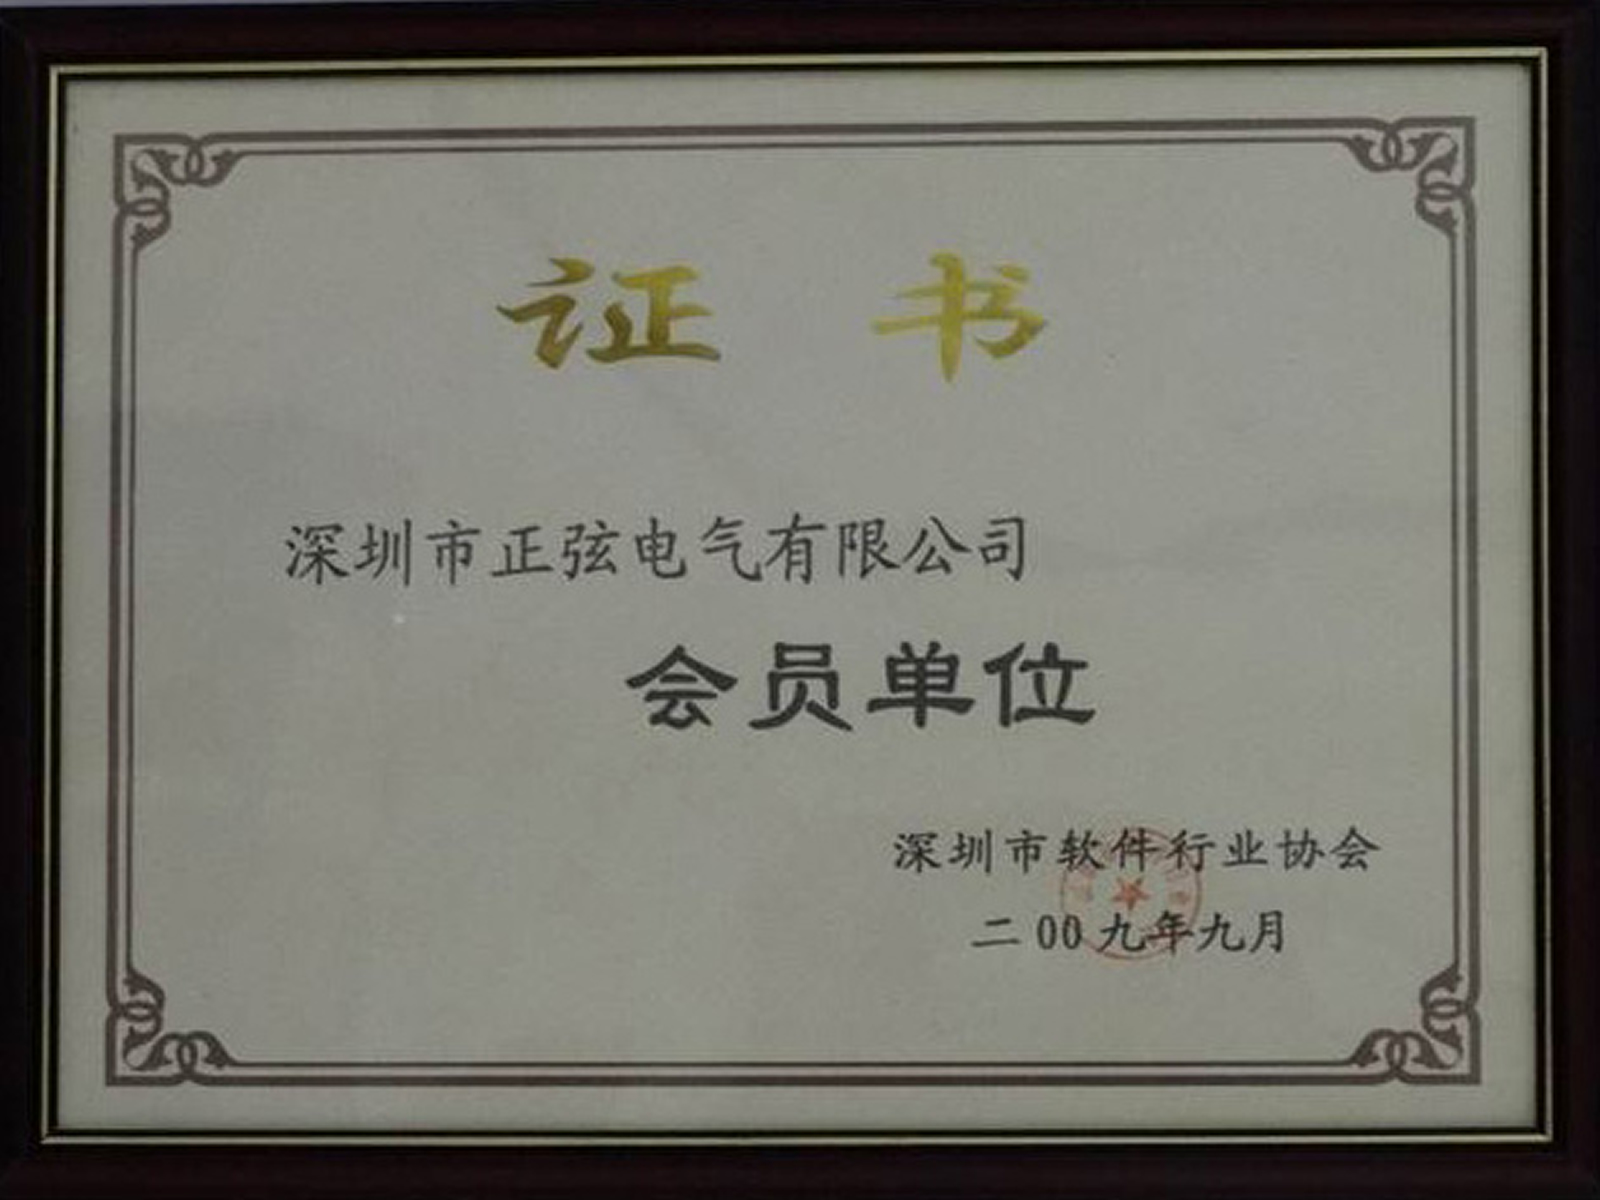 证书
深圳市正弦电气有限公司
会员单位
深圳市软件行业协会
二00九年九月